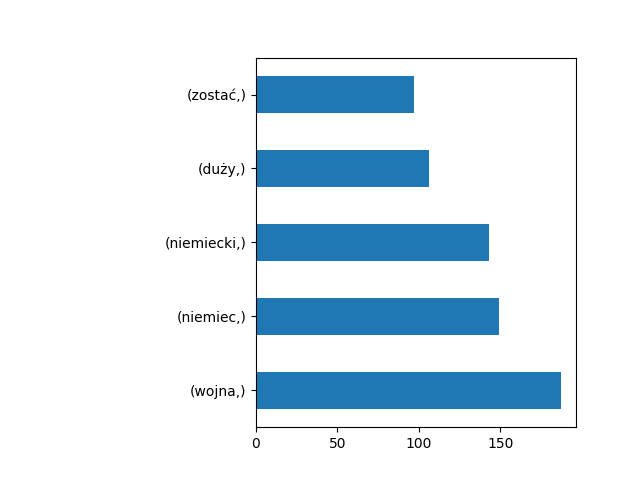 (zostać,)
(duży,)
(niemiecki,)
(niemiec,)
(wojna,)
0 50 100 150